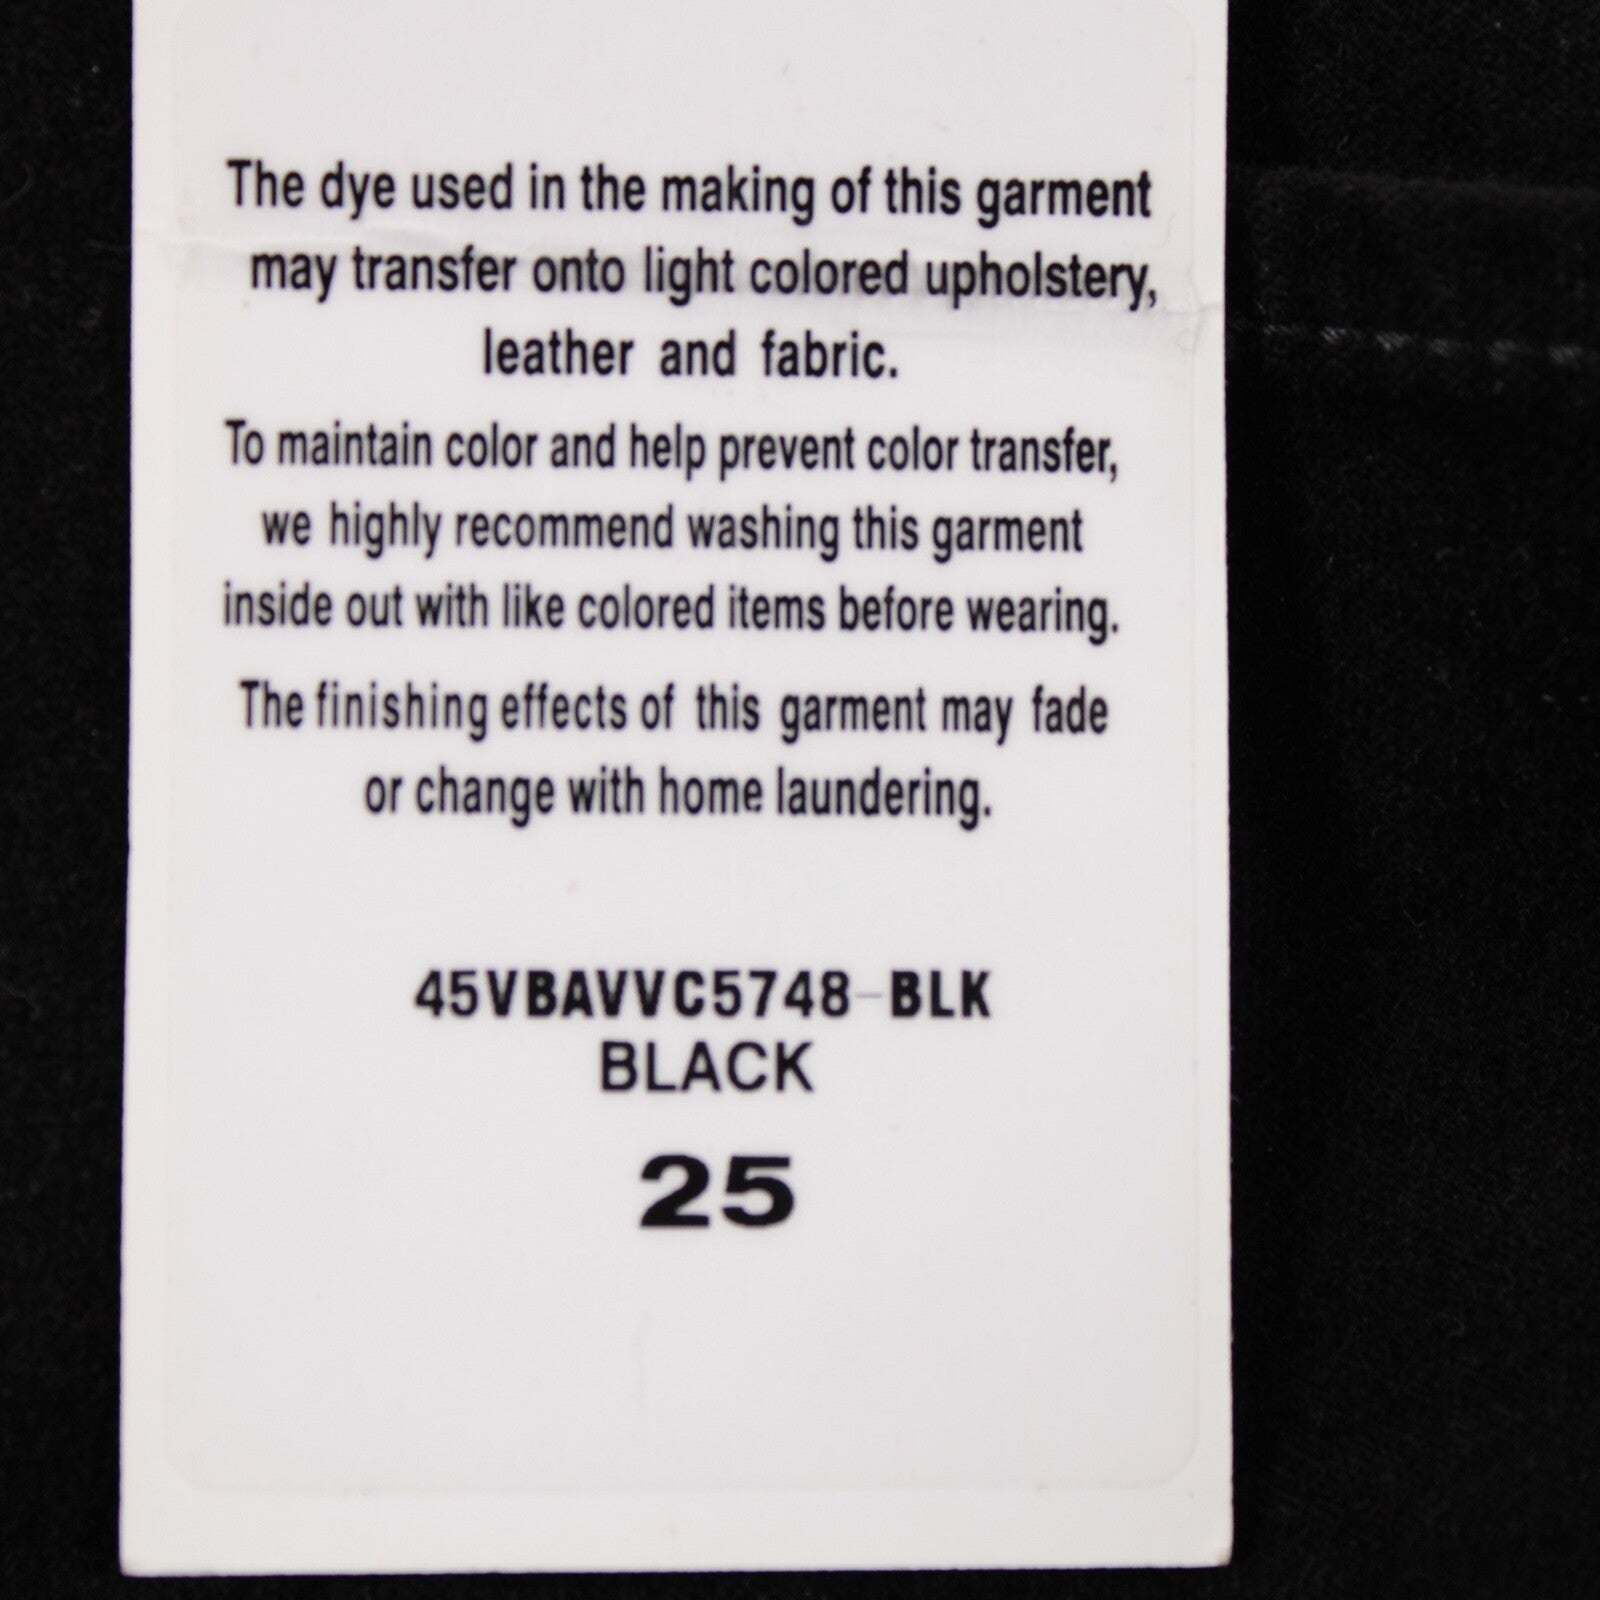 The dye used in the making of this garment
may transfer onto light colored upholstery,
leather and fabric.
To maintain color and help prevent color transfer,
we highly recommend washing this garment
inside out with like colored items before wearing.
The finishing effects of this garment may fade
or change with home laundering.
45VBAVVC5748-BLK
BLACK
25